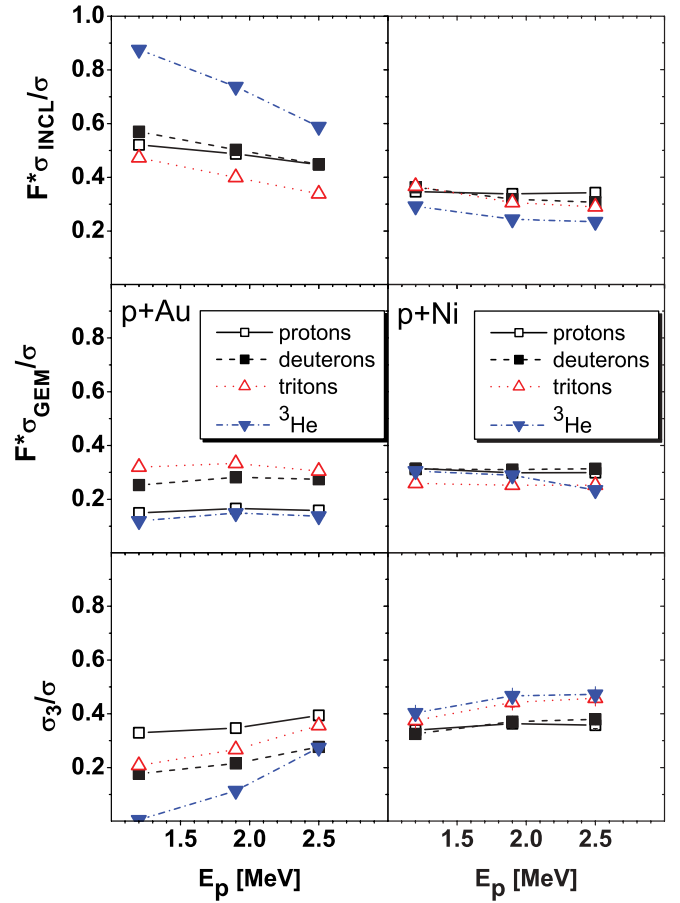 1.0
0.8
0.6
0.4
0.2
F*σ INCL/σ
p+Au
p+Ni
protons
deuterons
tritons
³He
protons
deuterons
tritons
³He
0.8
0.6
0.4
0.2
F*σGEM/σ
0.8
0.6
0.4
0.2
σ3/σ
1.5 2.0 2.5
1.5 2.0 2.5
Ep [MeV]
Ep [MeV]